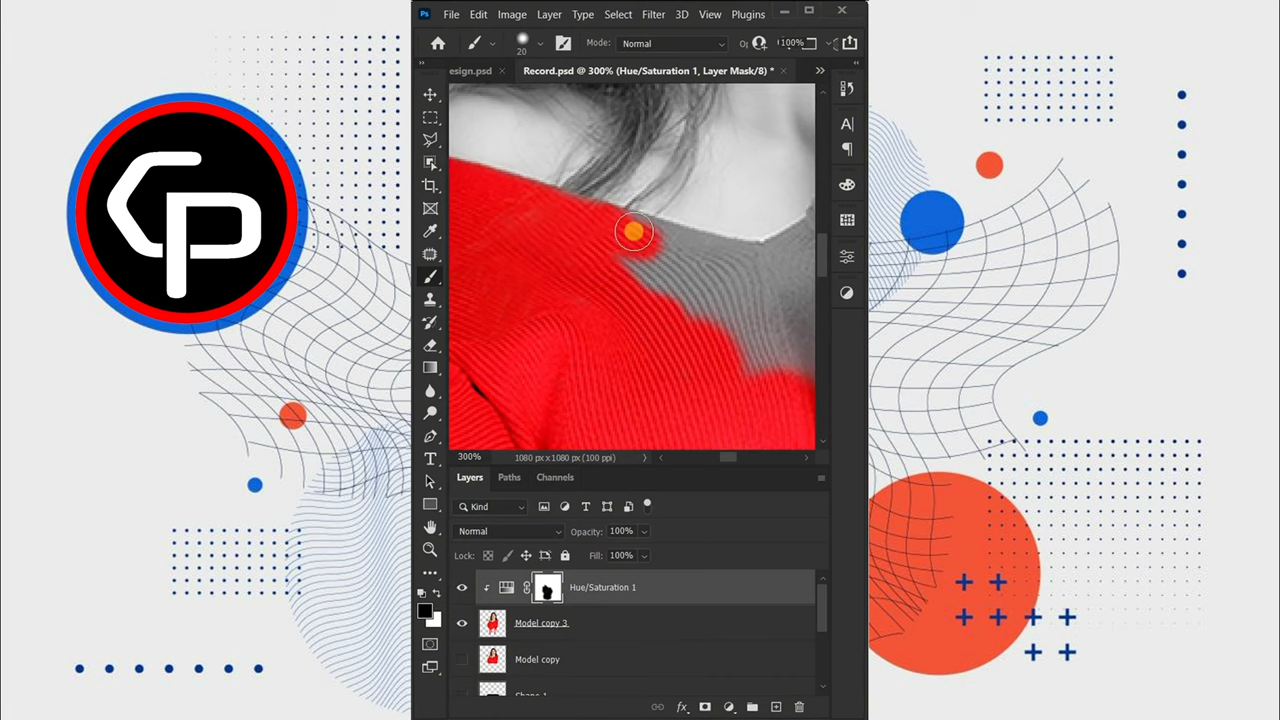 CP
Ps File Edit Image Layer Type Select Filter 3D View Plugins
20 Mode: Normal 100%
esign.psd × Record.psd @ 300% (Hue/Saturation 1, Layer Mask/8) * ×
300% 1080 px x 1080 px (100 ppi)
Layers Paths Channels
Kind
Normal Opacity: 100%
Lock: Fill: 100%
Hue/Saturation 1
Model copy 3
Model copy